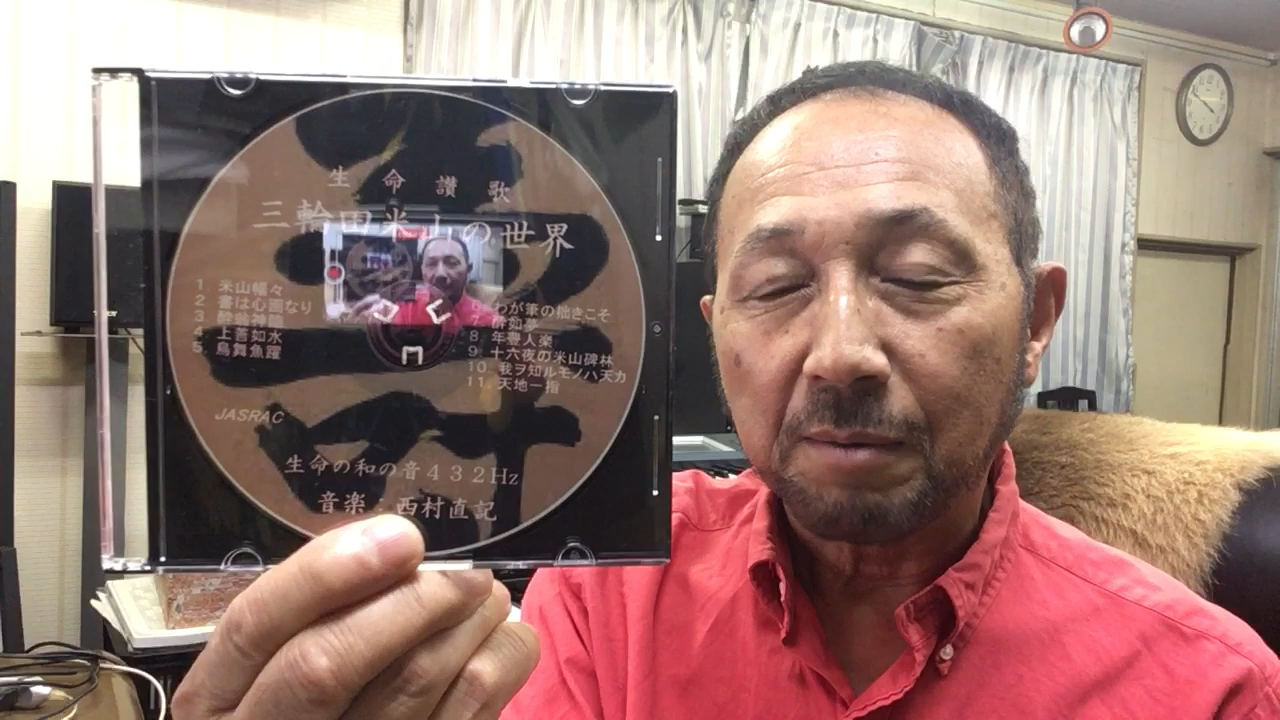 生命讃歌
三輪田米山の世界
1 米山幡々
2 書は心画なり
3
4 上善如水
5 鳥舞魚躍
わが筆の拙きこそ
7 酔如夢
8 年豊人楽
9 十六夜の米山碑林
10 我ヲ知ルモノハ天カ
11 天地一指
JASRAC
生命の和の音432Hz
音楽:西村直記